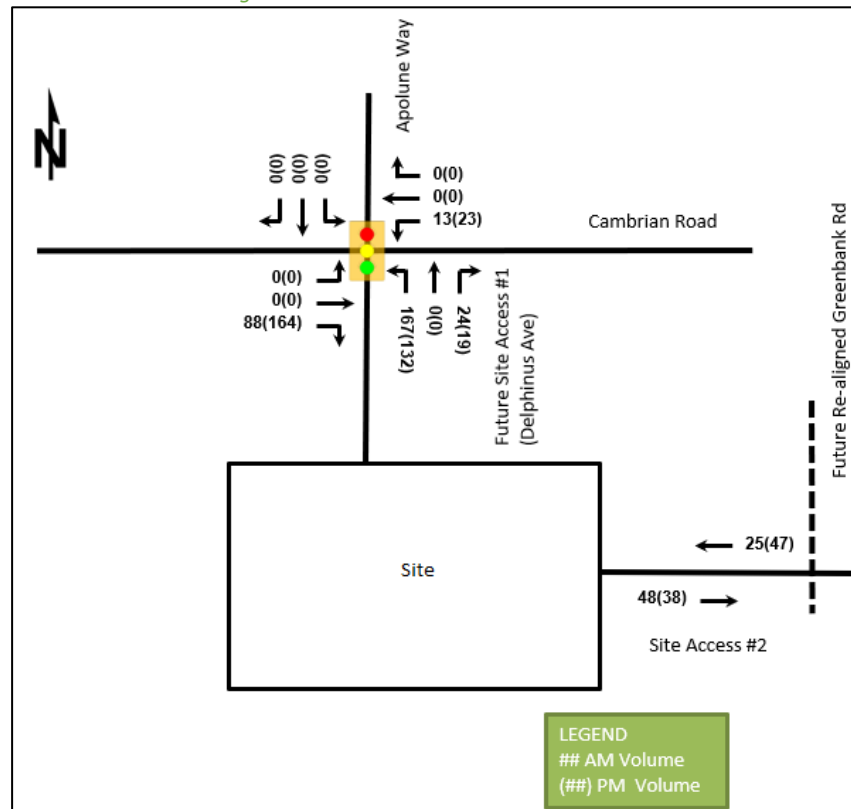 Apolune Way
N
0(0)
0(0)
0(0)
0(0)
0(0)
13(23)
Cambrian Road
0(0)
0(0)
88(164)
167(132)
0(0)
24(19)
Future Site Access #1
(Delphinus Ave)
Future Re-aligned Greenbank Rd
Site
25(47)
48(38)
Site Access #2
LEGEND
## AM Volume
(##) PM  Volume